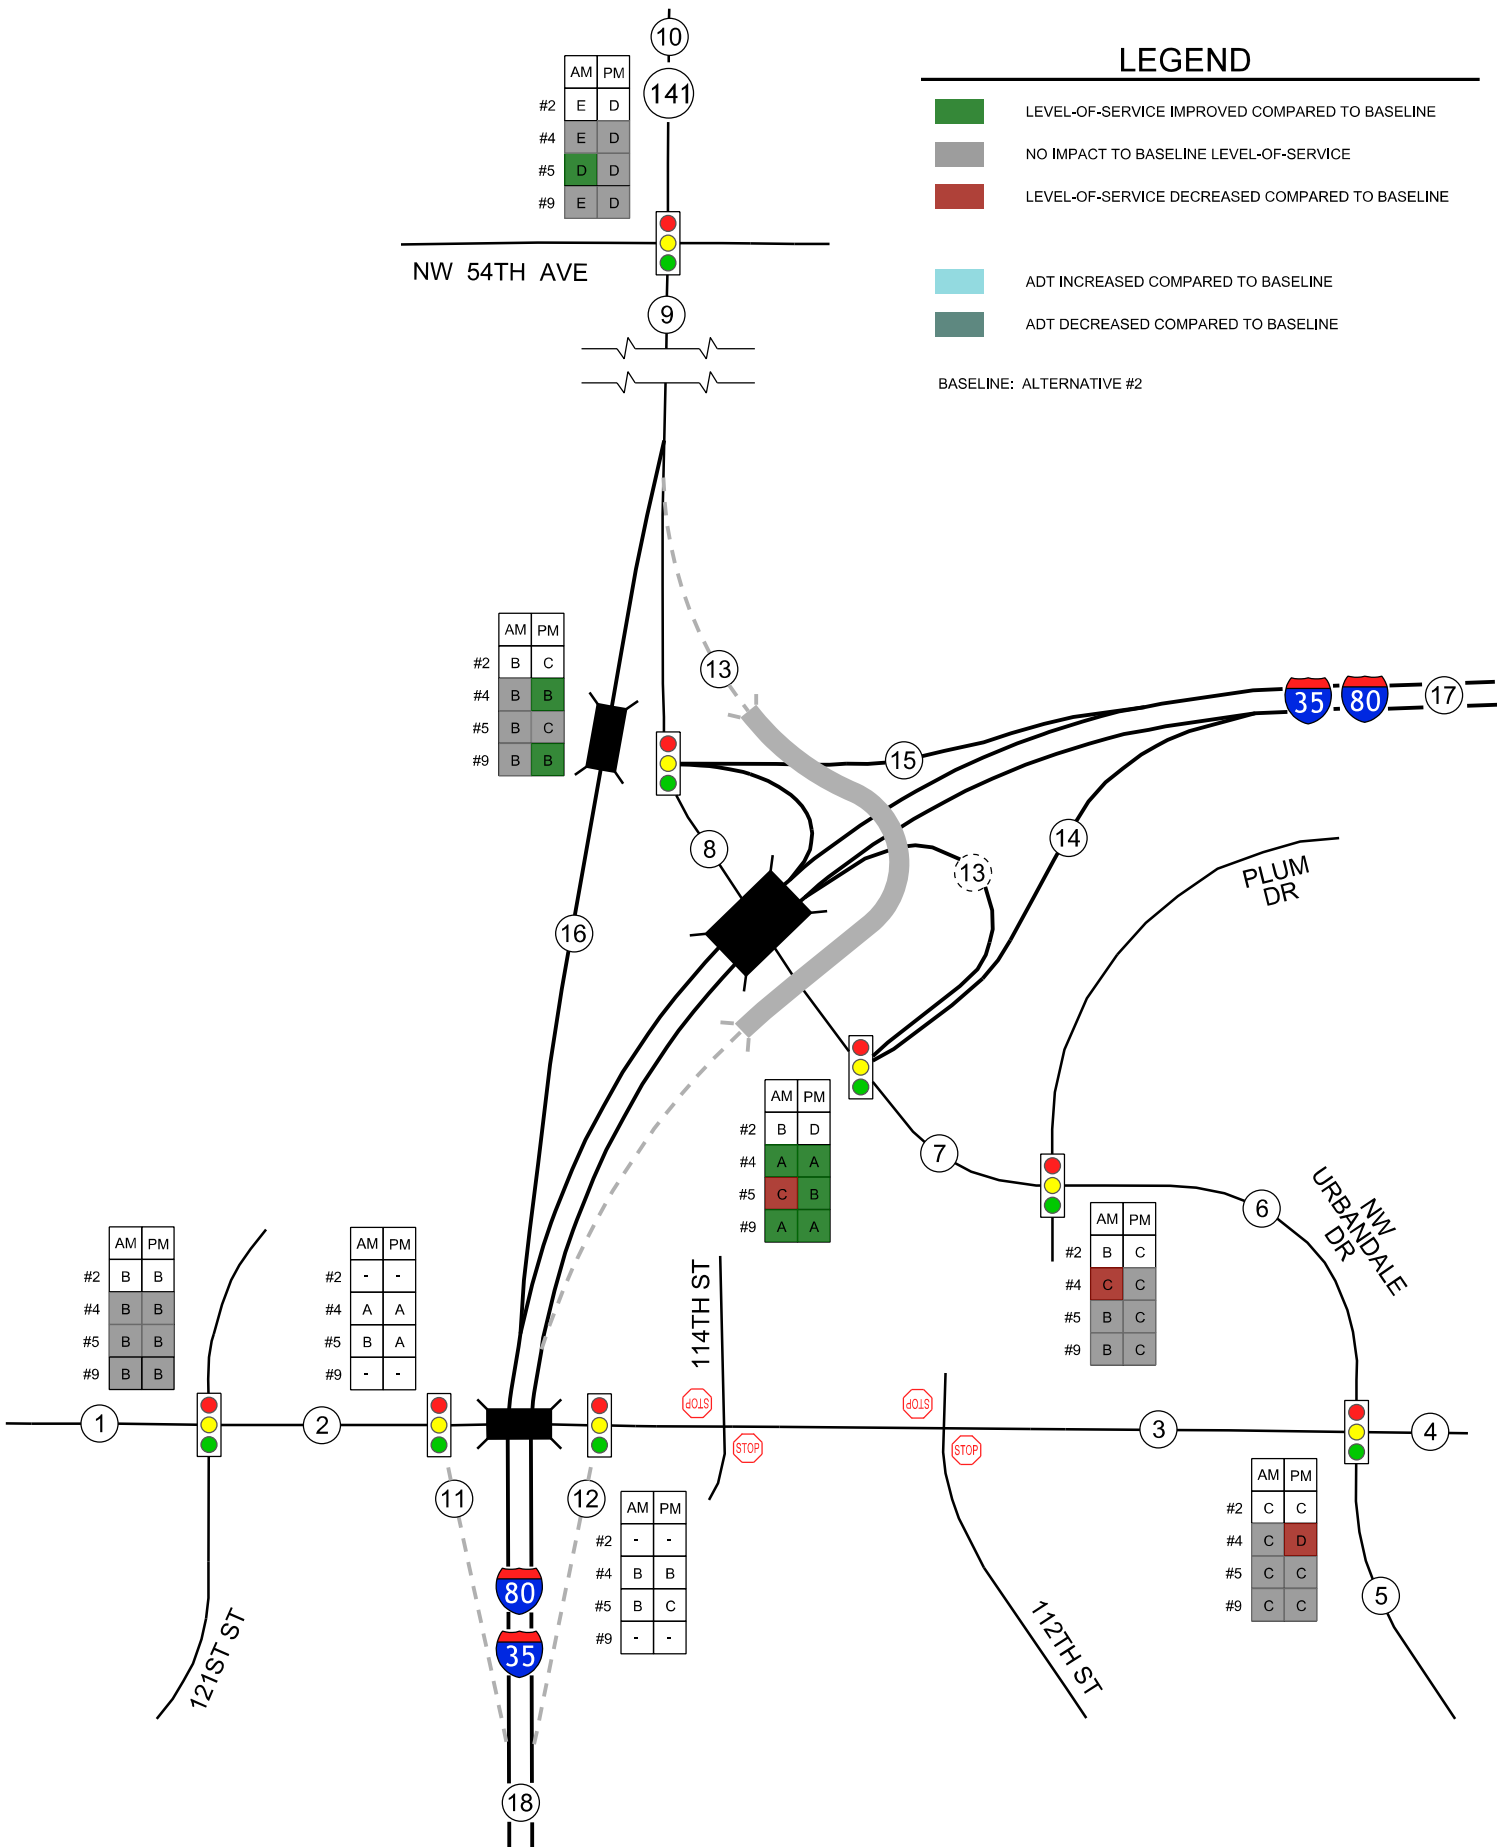 10
141
AM PM
#2 E D
#4 E D
#5 D D
#9 E D
LEGEND
LEVEL-OF-SERVICE IMPROVED COMPARED TO BASELINE
NO IMPACT TO BASELINE LEVEL-OF-SERVICE
LEVEL-OF-SERVICE DECREASED COMPARED TO BASELINE
ADT INCREASED COMPARED TO BASELINE
ADT DECREASED COMPARED TO BASELINE
BASELINE: ALTERNATIVE #2
NW 54TH AVE
9
AM PM
#2 B C
#4 B B
#5 B C
#9 B B
13
35
80
17
15
14
8
13
PLUM
DR
16
AM PM
#2 B D
#4 A A
#5 C B
#9 A A
7
6
NW
URBANDALE
DR
AM PM
#2 B C
#4 C C
#5 B C
#9 B C
AM PM
#2 B B
#4 B B
#5 B B
#9 B B
AM PM
#2 - -
#4 A A
#5 B A
#9 - -
114TH ST
STOP
STOP
STOP
STOP
1
2
3
4
11
12
AM PM
#2 - -
#4 B B
#5 B C
#9 - -
AM PM
#2 C C
#4 C D
#5 C C
#9 C C
80
35
5
121ST ST
112TH ST
18